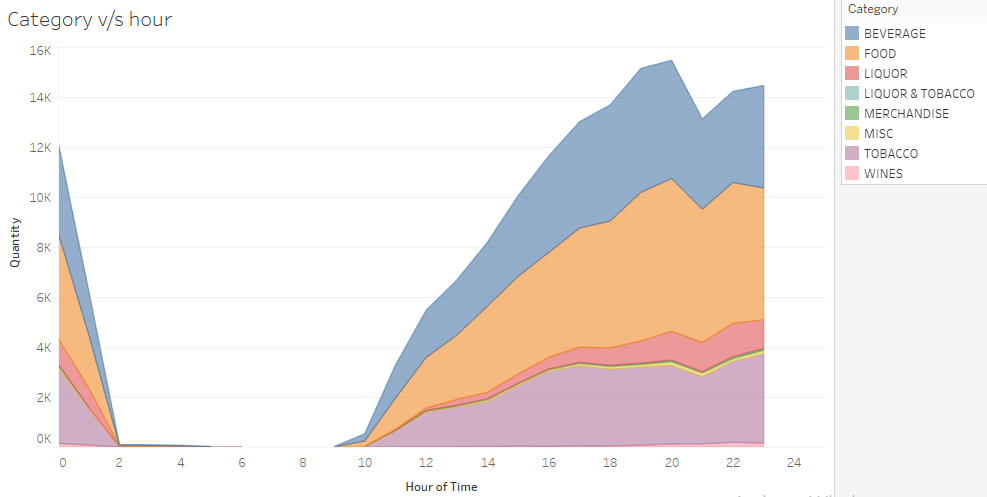 Category v/s hour
16K
14K
12K
10K
8K
6K
4K
2K
0K
Quantity
0 2 4 6 8 10 12 14 16 18 20 22 24
Hour of Time
Category
BEVERAGE
FOOD
LIQUOR
LIQUOR & TOBACCO
MERCHANDISE
MISC
TOBACCO
WINES